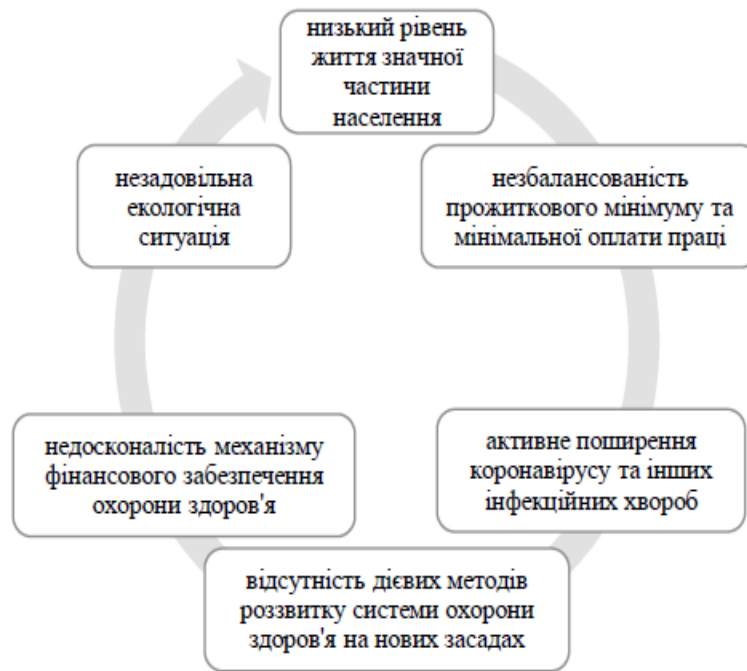 низький рівень
життя значної
частини
населення
незбалансованість
прожиткового мінімуму та
мінімальної оплати праці
активне поширення
коронавірусу та інших
інфекційних хвороб
відсутність дієвих методів
роззвитку системи охорони
здоров'я на нових засадах
недосконалість механізму
фінансового забезпечення
охорони здоров'я
незадовільна
екологічна
ситуація